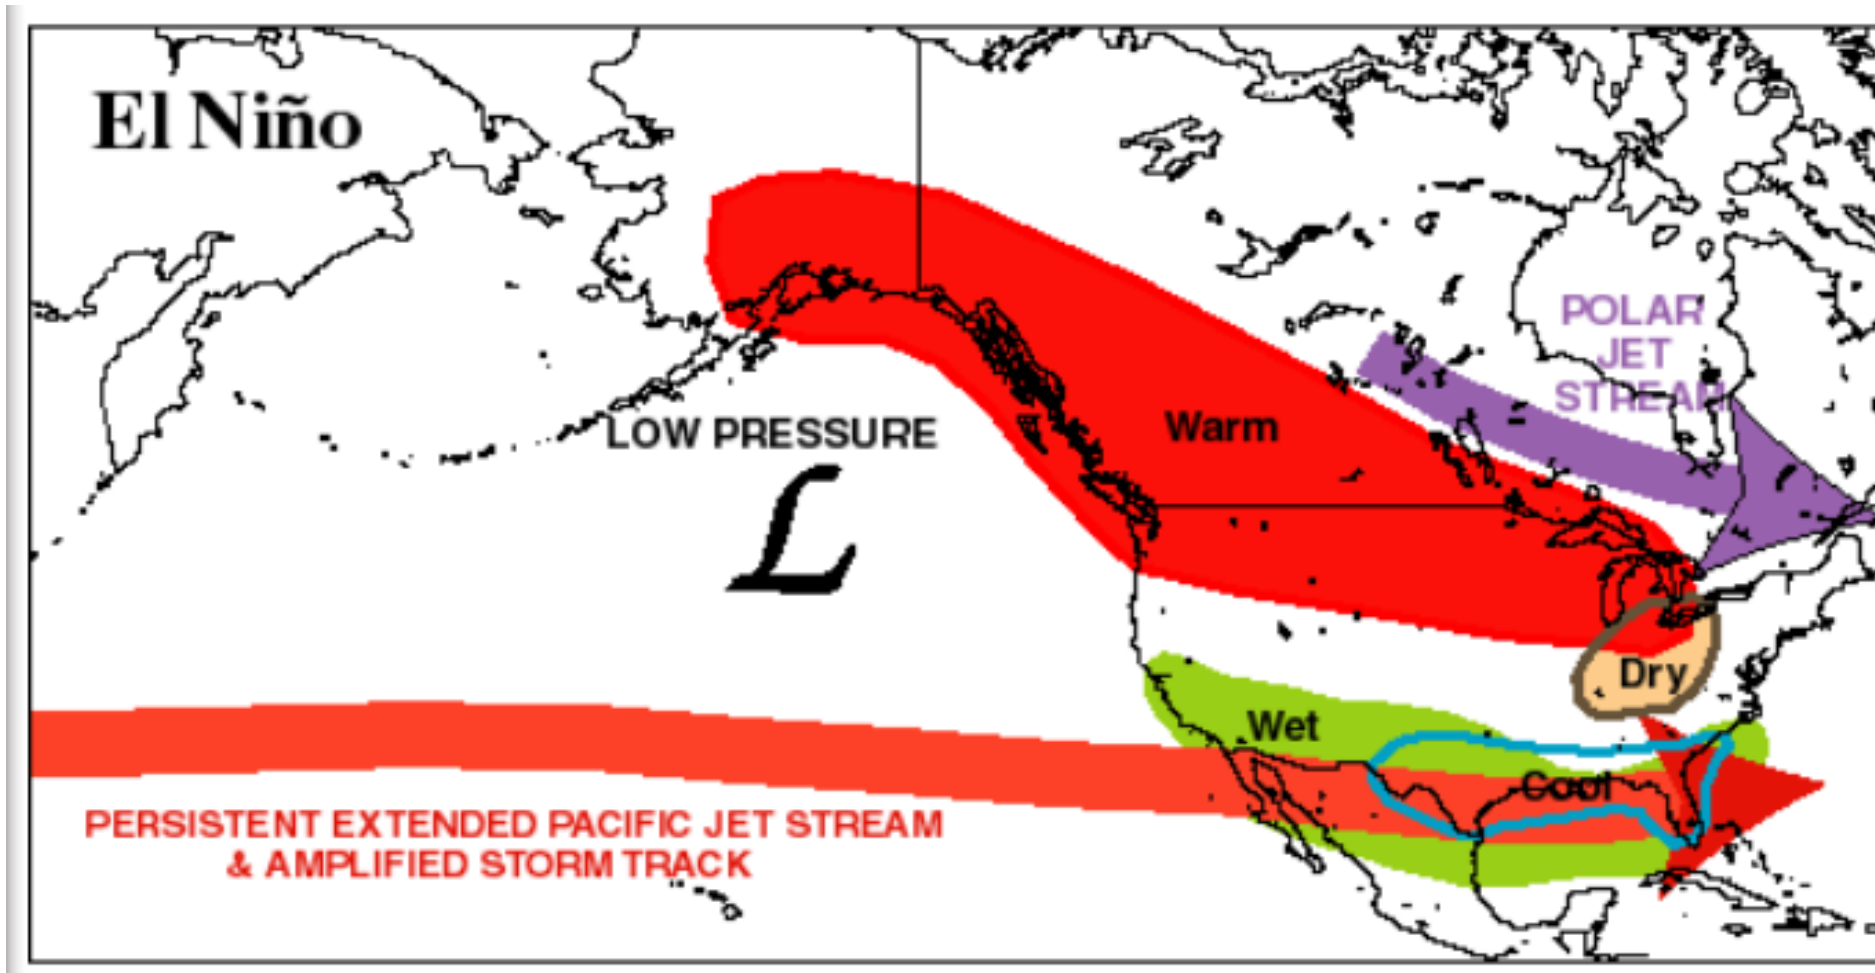 El Niño
POLAR
JET
STREAM
LOW PRESSURE
L
Warm
Dry
Wet
Cool
PERSISTENT EXTENDED PACIFIC JET STREAM
& AMPLIFIED STORM TRACK